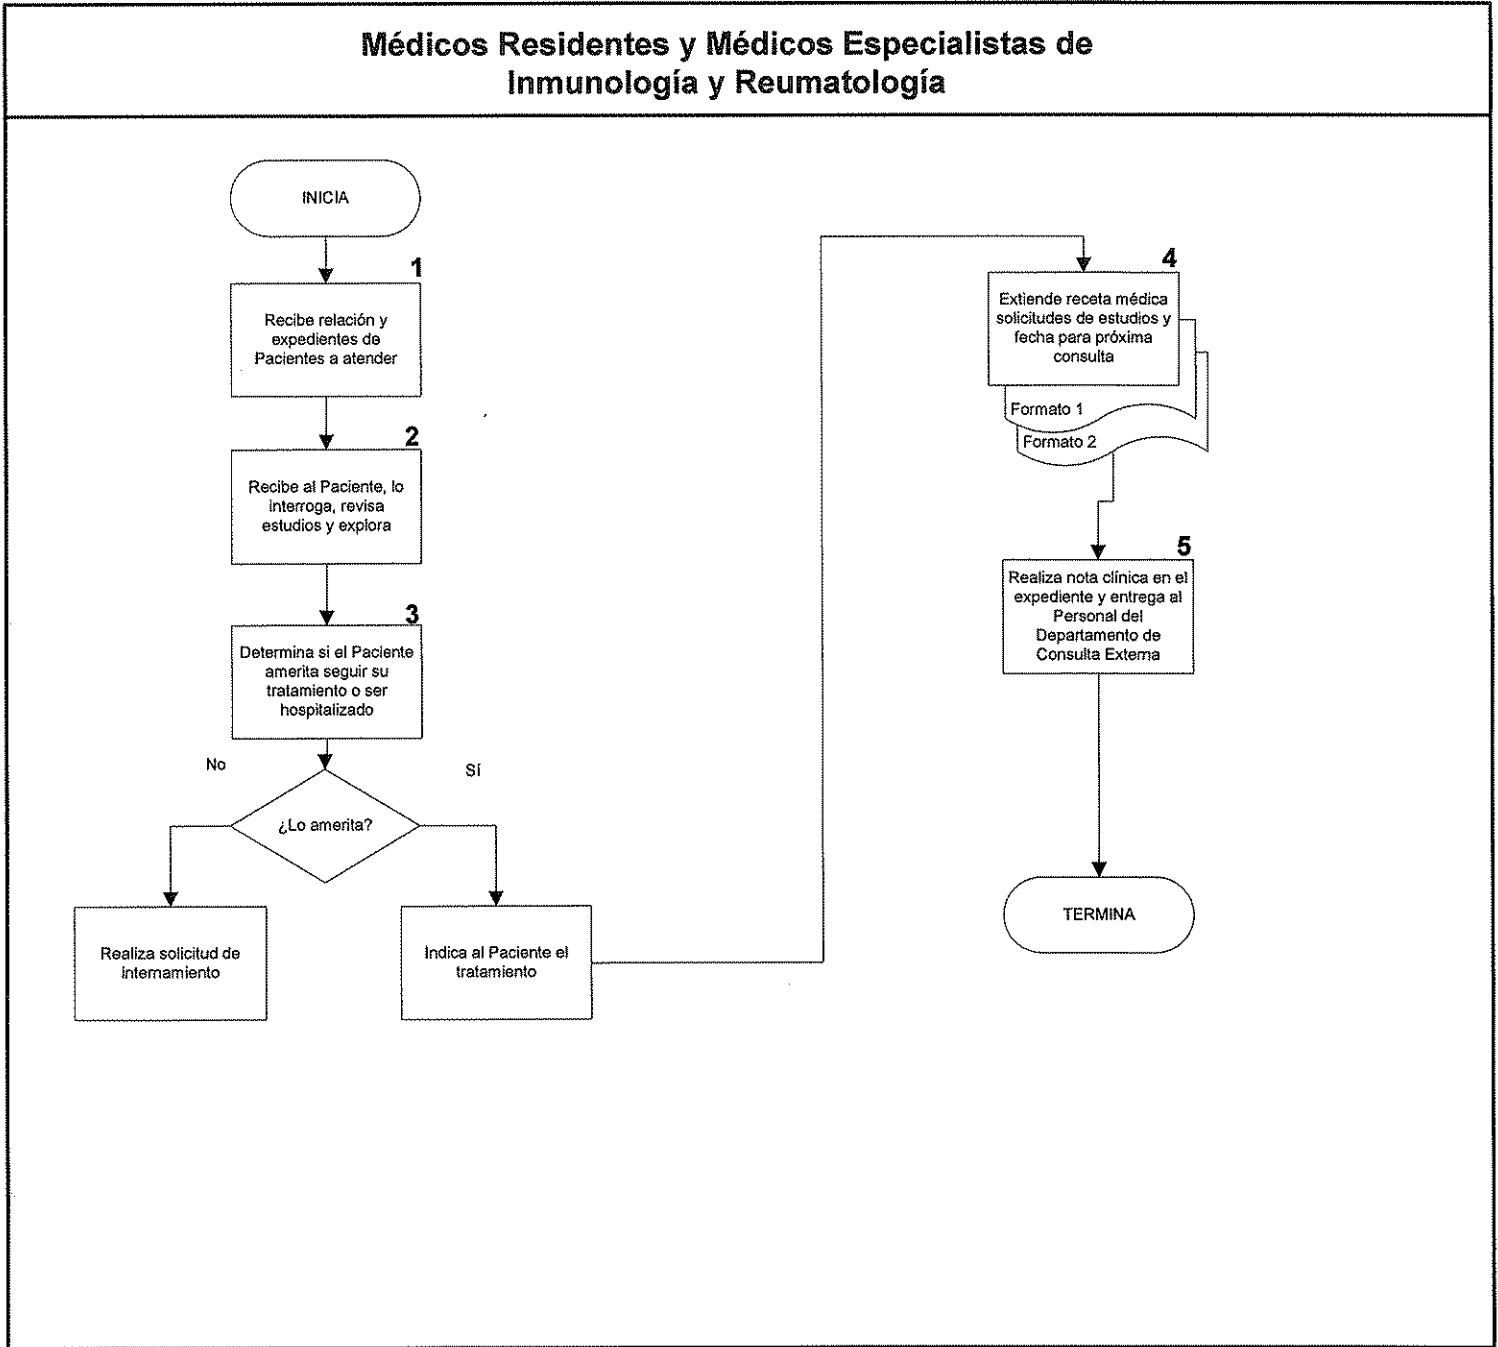 Médicos Residentes y Médicos Especialistas de
Inmunología y Reumatología
INICIA
1
Recibe relación y
expedientes de
Pacientes a atender
2
Recibe al Paciente, lo
interroga, revisa
estudios y explora
3
Determina si el Paciente
amerita seguir su
tratamiento o ser
hospitalizado
No
Sí
¿Lo amerita?
Realiza solicitud de
internamiento
Indica al Paciente el
tratamiento
4
Extiende receta médica
solicitudes de estudios y
fecha para próxima
consulta
Formato 1
Formato 2
5
Realiza nota clínica en el
expediente y entrega al
Personal del
Departamento de
Consulta Externa
TERMINA